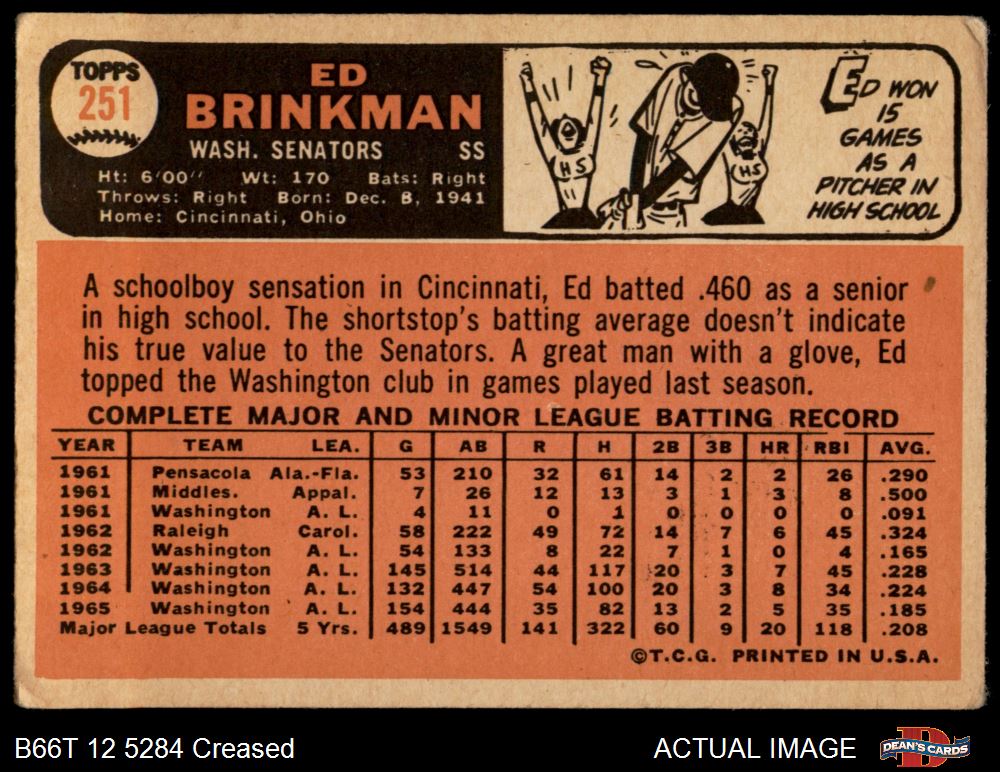 TOPPS
251
ED
BRINKMAN
WASH. SENATORS SS
Ht: 6'00" Wt: 170 Bats: Right
Throws: Right Born: Dec. 8, 1941
Home: Cincinnati, Ohio
HS
HS
ED WON
15
GAMES
AS A
PITCHER IN
HIGH SCHOOL
A schoolboy sensation in Cincinnati, Ed batted .460 as a senior
in high school. The shortstop's batting average doesn't indicate
his true value to the Senators. A great man with a glove, Ed
topped the Washington club in games played last season.
COMPLETE MAJOR AND MINOR LEAGUE BATTING RECORD
YEAR TEAM LEA. G AB R H 2B 3B HR RBI AVG.
1961 Pensacola Ala.-Fla. 53 210 32 61 14 2 2 26 .290
1961 Middles. Appal. 7 26 12 13 3 1 3 8 .500
1961 Washington A. L. 4 11 0 1 0 0 0 0 .091
1962 Raleigh Carol. 58 222 49 72 14 7 6 45 .324
1962 Washington A. L. 54 133 8 22 7 1 0 4 .165
1963 Washington A. L. 145 514 44 117 20 3 7 45 .228
1964 Washington A. L. 132 447 54 100 20 3 8 34 .224
1965 Washington A. L. 154 444 35 82 13 2 5 35 .185
Major League Totals 5 Yrs. 489 1549 141 322 60 9 20 118 .208
©T.C.G. PRINTED IN U.S.A.
B66T 12 5284 Creased ACTUAL IMAGE DEAN'S CARDS